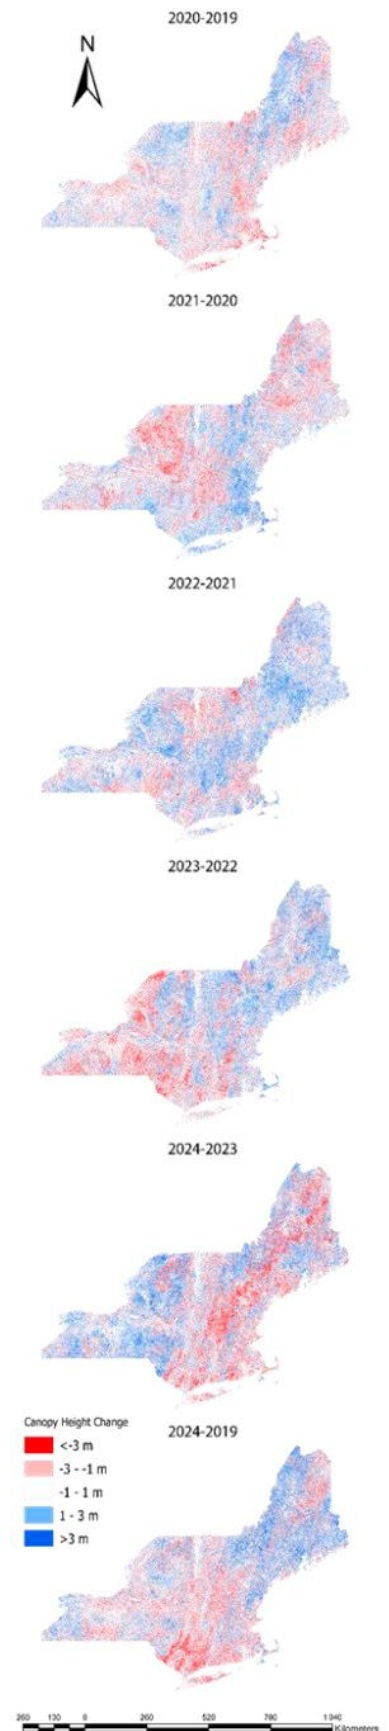 2020-2019
N
2021-2020
2022-2021
2023-2022
2024-2023
2024-2019
Canopy Height Change
<-3 m
-3 - -1 m
-1 - 1 m
1 - 3 m
>3 m
260 130 0 260 520 780 1 040
Kilometers